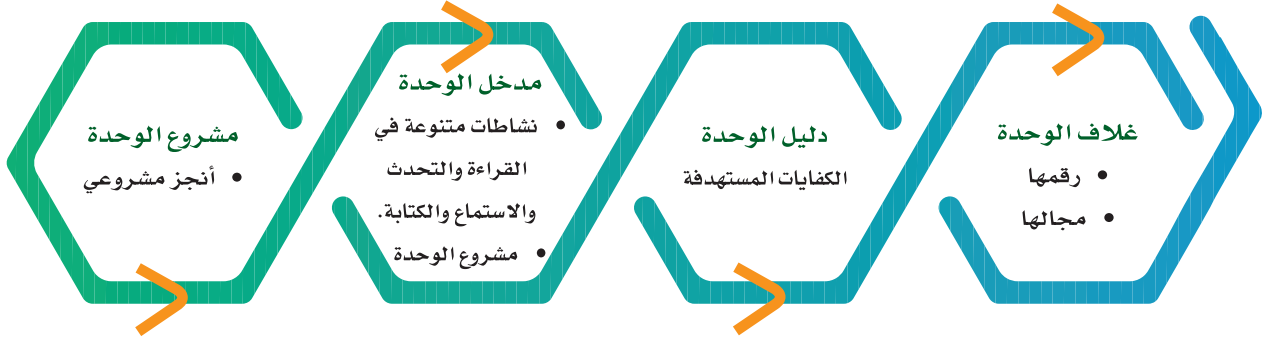 غلاف الوحدة
• رقمها
• مجالها
دليل الوحدة
الكفايات المستهدفة
مدخل الوحدة
• نشاطات متنوعة في
القراءة والتحدث
والاستماع والكتابة.
• مشروع الوحدة
مشروع الوحدة
• أنجز مشروعي